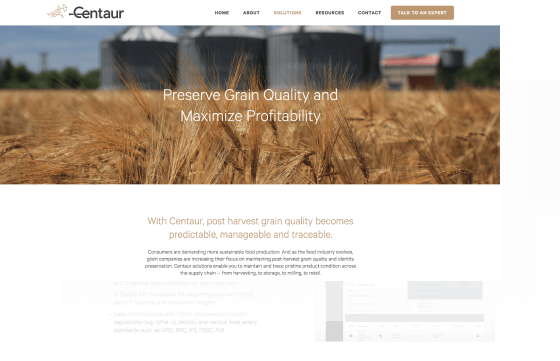 Centaur
HOME ABOUT SOLUTIONS RESOURCES CONTACT TALK TO AN EXPERT
Preserve Grain Quality and
Maximize Profitability
With Centaur, post harvest grain quality becomes
predictable, manageable and traceable.
Consumers are demanding more sustainable food production. And as the food industry evolves,
grain companies are increasing their focus on maintaining post-harvest grain quality and identity
preservation. Centaur solutions enable you to maintain and trace pristine product condition across
the supply chain – from harvesting, to storage, to milling, to retail.